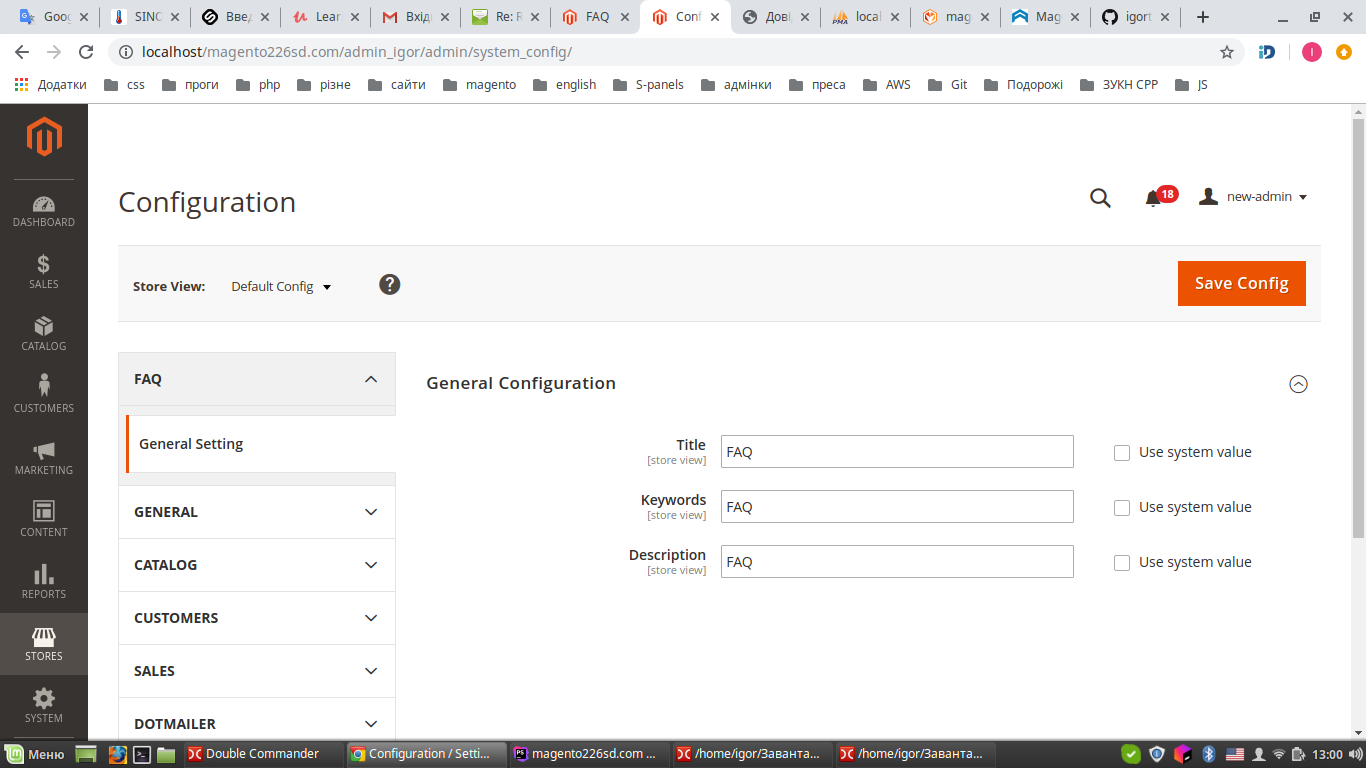 Goog
SINC
Введ
Lear
Вхідн
Re: R
FAQ
Conf
Дові
local
mag
Mag
igort
localhost/magento226sd.com/admin_igor/admin/system_config/
I
Додатки
css
проги
php
різне
сайти
magento
english
S-panels
адмінки
преса
AWS
Git
Подорожі
ЗУКН СРР
JS
DASHBOARD
SALES
CATALOG
CUSTOMERS
MARKETING
CONTENT
REPORTS
STORES
SYSTEM
Configuration
18
new-admin
Store View:
Default Config
?
Save Config
FAQ
General Setting
GENERAL
CATALOG
CUSTOMERS
SALES
DOTMAILER
General Configuration
Title
[store view]
FAQ
Use system value
Keywords
[store view]
FAQ
Use system value
Description
[store view]
FAQ
Use system value
Меню
Double Commander
Configuration / Setti...
magento226sd.com ...
/home/igor/Заванта...
/home/igor/Заванта...
13:00